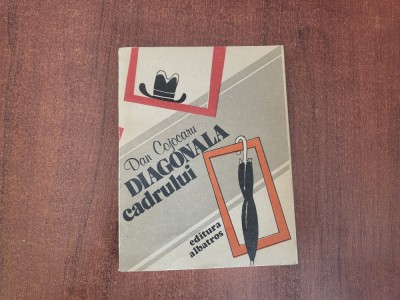 Dan Cojocaru
DIAGONALA
cadrului
editura
albatros